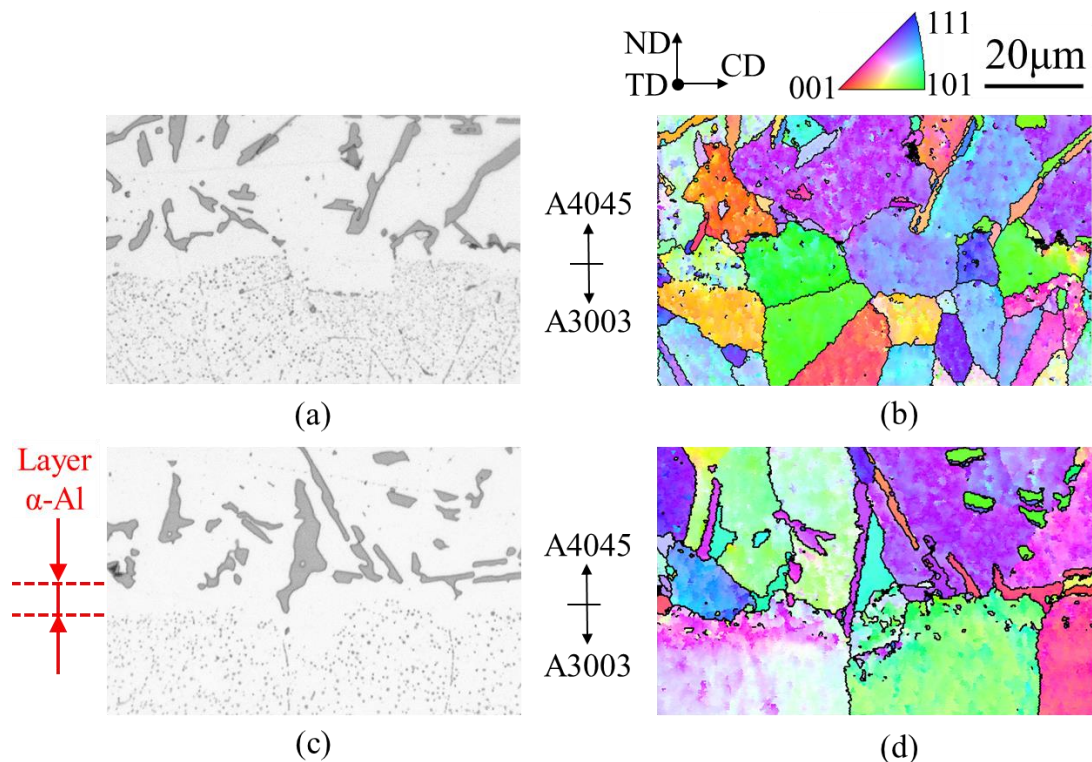 ND
TD
CD
001
111
101
20μm
A4045
A3003
(a)
(b)
Layer
α-Al
A4045
A3003
(c)
(d)